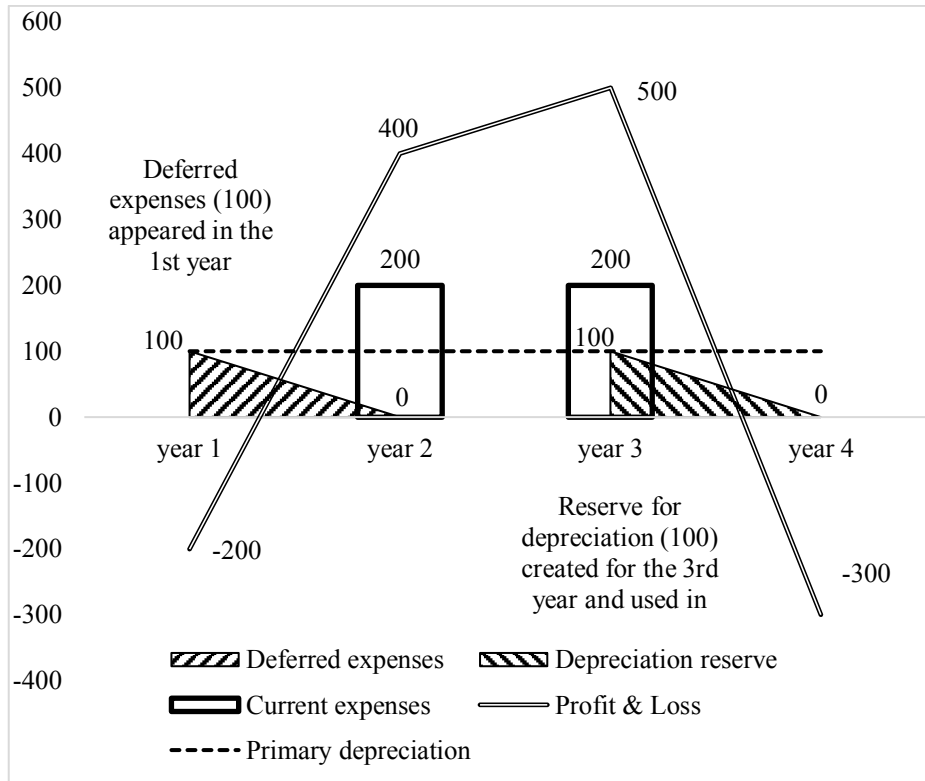 600
500
400
300
200
100
0
-100
-200
-300
-400
Deferred
expenses (100)
appeared in the
1st year
400
500
200
200
100
100
0
0
year 1
year 2
year 3
year 4
-200
-300
Reserve for
depreciation (100)
created for the 3rd
year and used in
Deferred expenses
Depreciation reserve
Current expenses
Profit & Loss
Primary depreciation